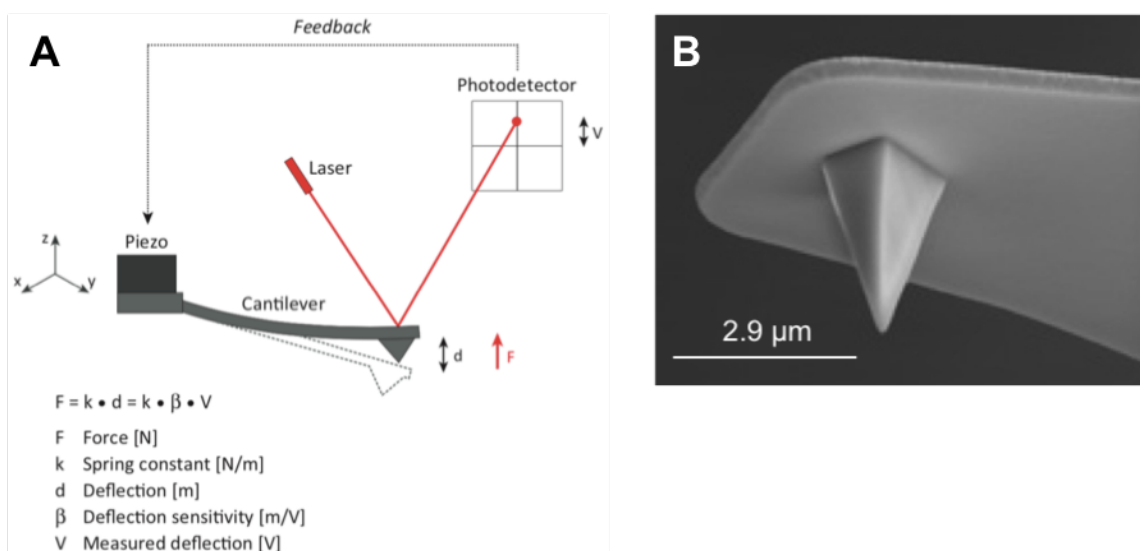 A
Feedback
Photodetector
V
Laser
z
x
y
Piezo
Cantilever
d
F
F = k • d = k • β • V
F Force [N]
k Spring constant [N/m]
d Deflection [m]
β Deflection sensitivity [m/V]
V Measured deflection [V]
B
2.9 µm